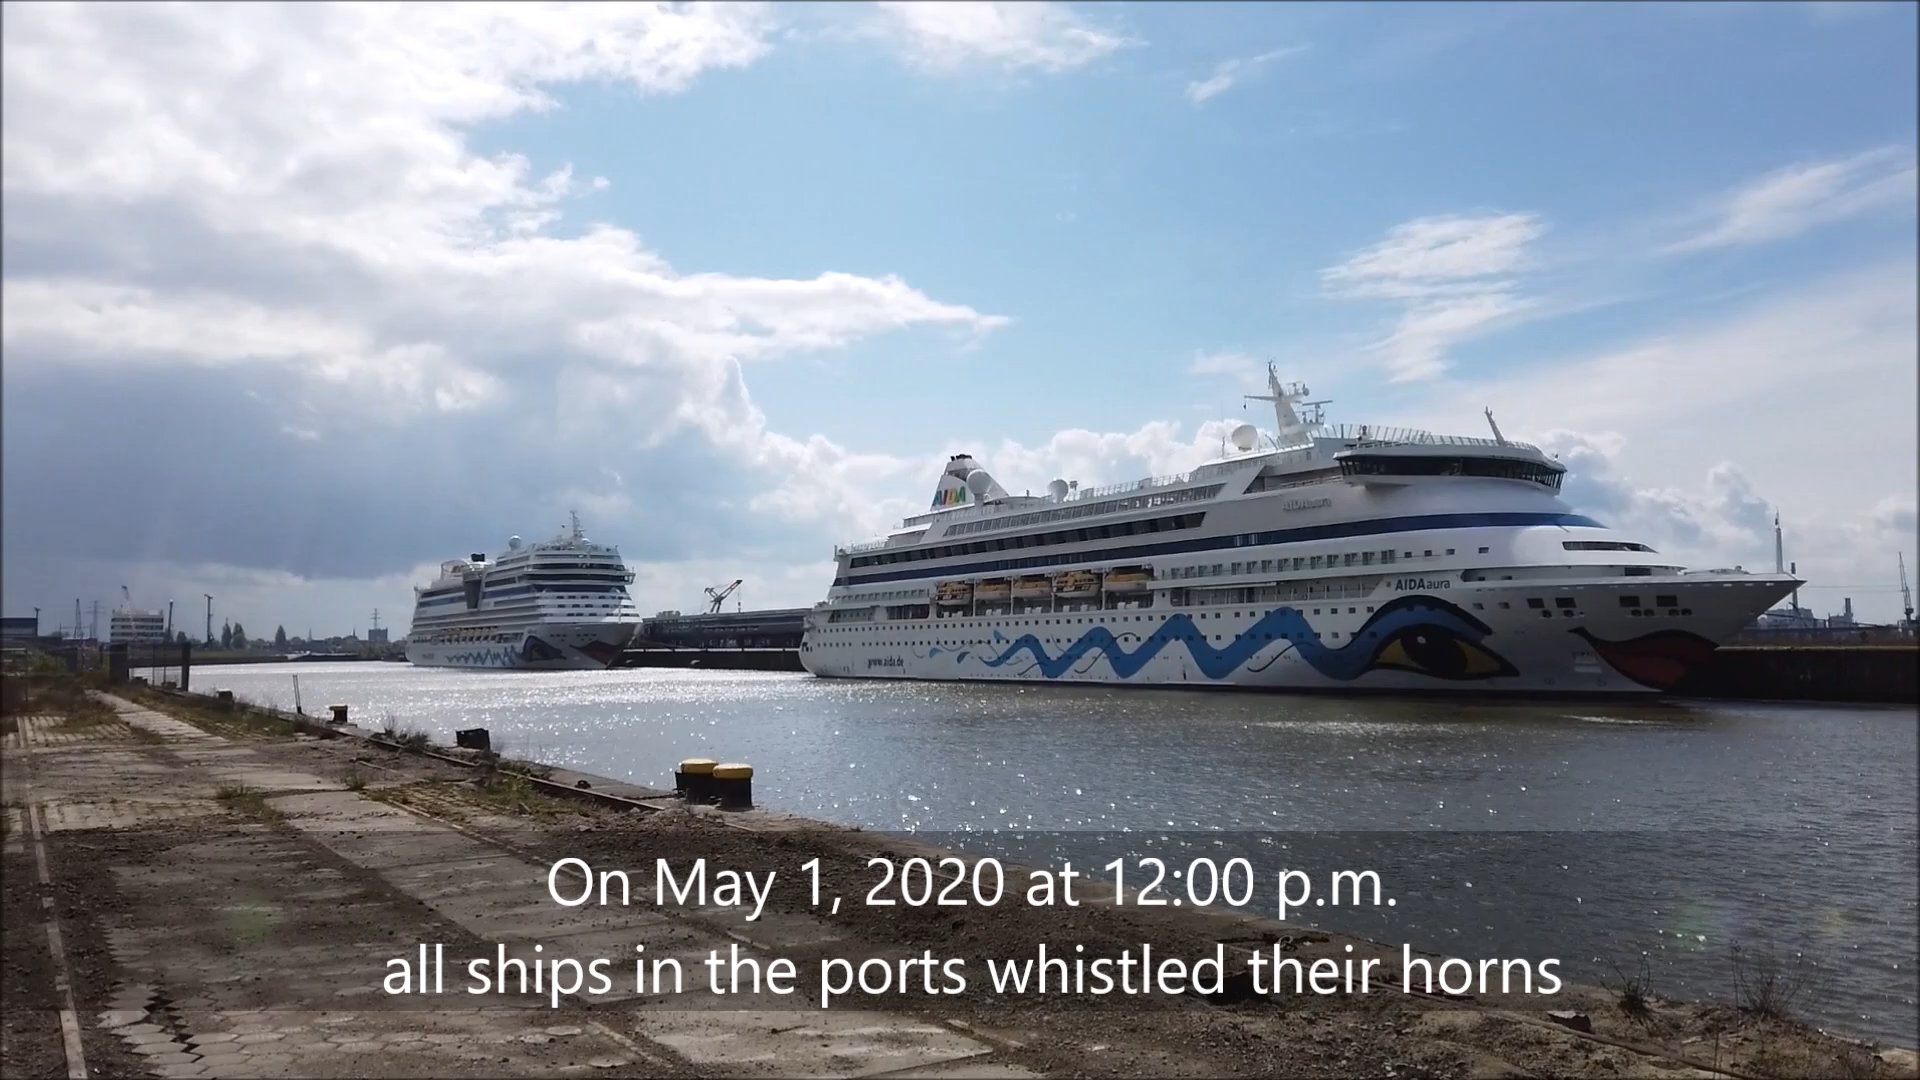 AIDA
AIDAaura
AIDAaura
www.aida.de
On May 1, 2020 at 12:00 p.m.
all ships in the ports whistled their horns